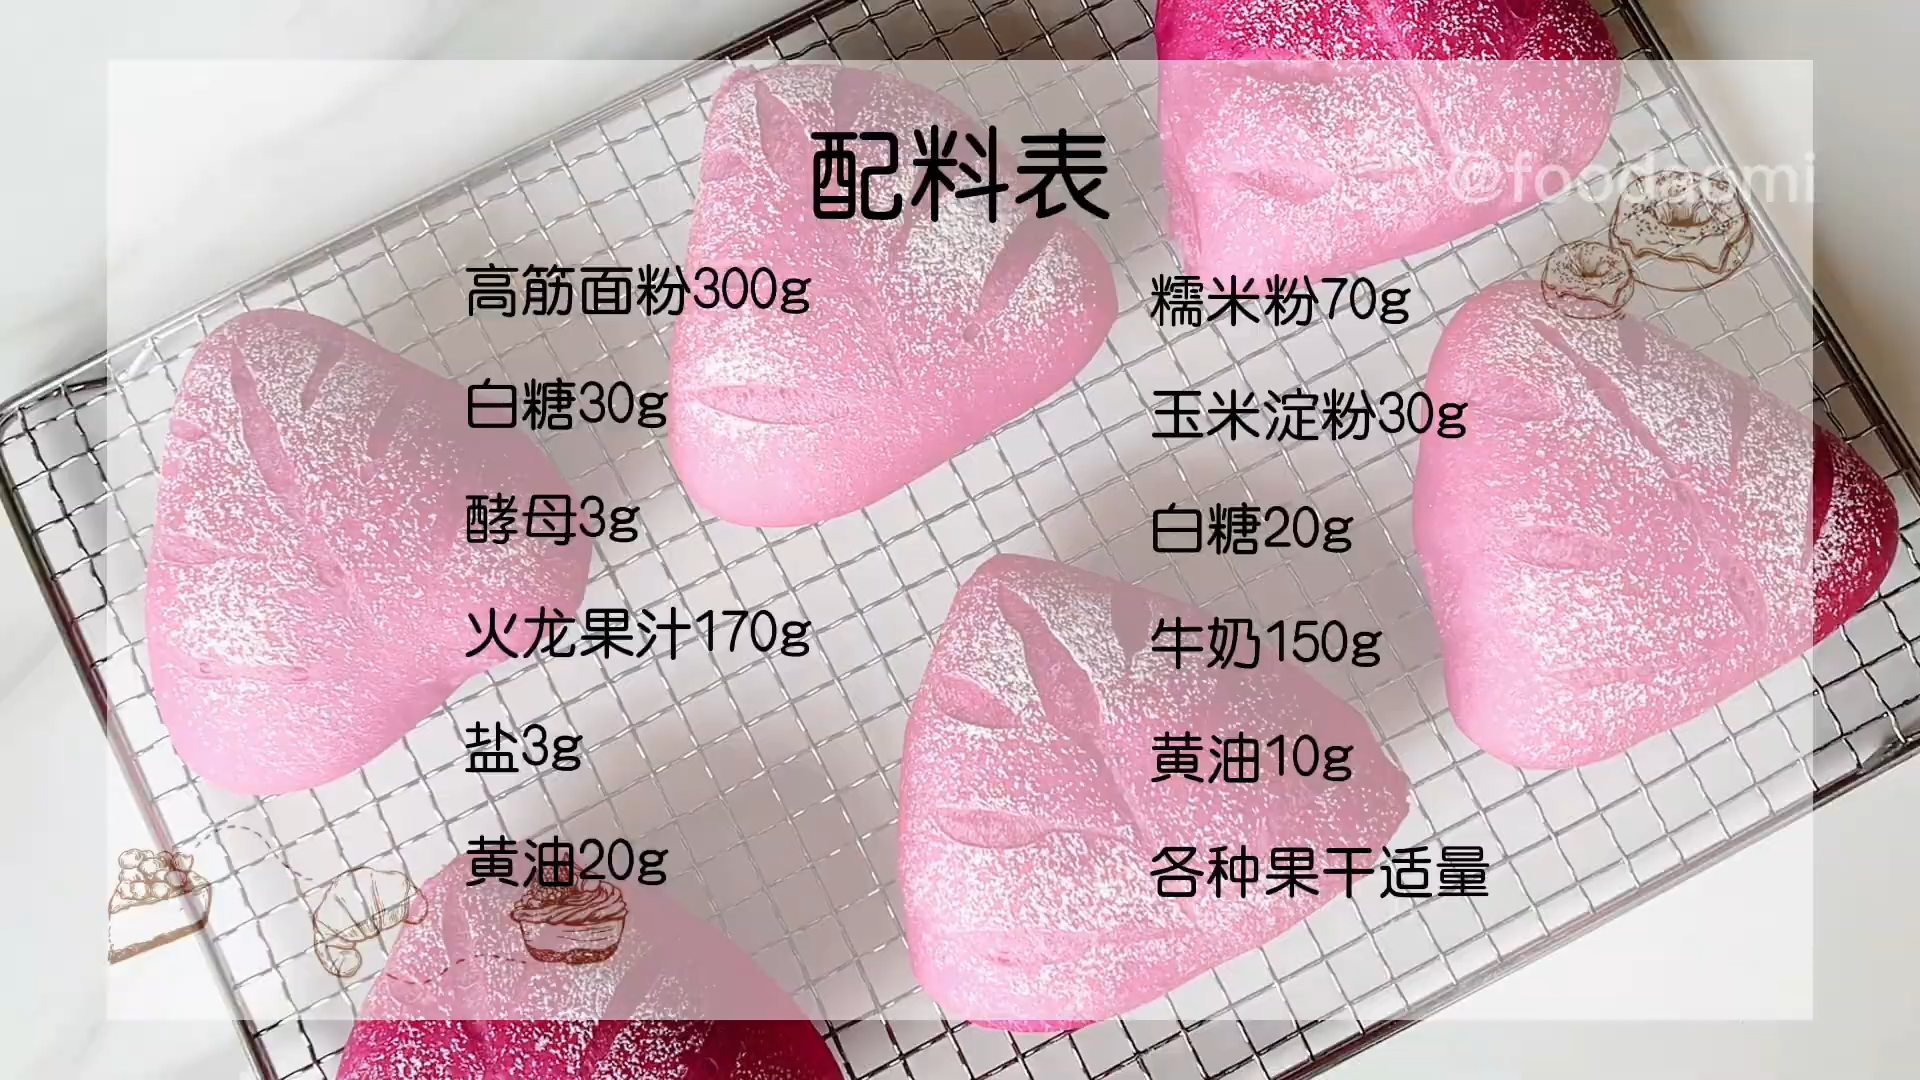 配料表
@foodaomi
高筋面粉300g
白糖30g
酵母3g
火龙果汁170g
盐3g
黄油20g
糯米粉70g
玉米淀粉30g
白糖20g
牛奶150g
黄油10g
各种果干适量